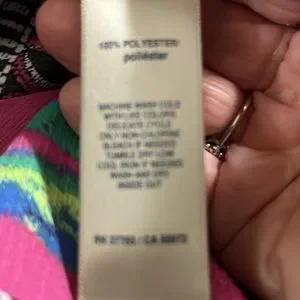 100% POLYESTER/
poliéster
MACHINE WASH COLD
WITH LIKE COLORS
DELICATE CYCLE
ONLY NON-CHLORINE
BLEACH IF NEEDED
TUMBLE DRY LOW
COOL IRON IF NEEDED
WASH AND DRY
INSIDE OUT